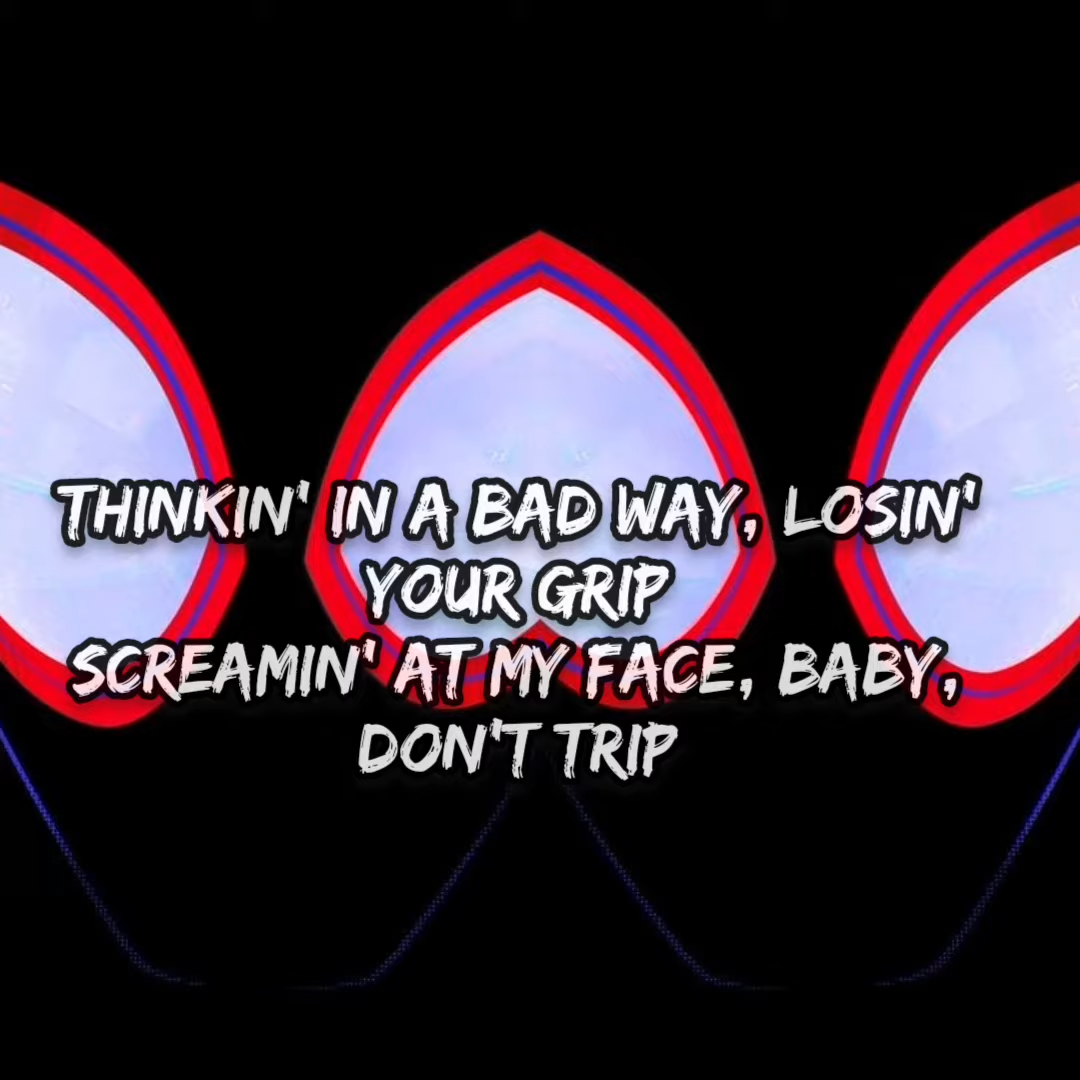 THINKIN' IN A BAD WAY, LOSIN'
YOUR GRIP
SCREAMIN' AT MY FACE, BABY,
DON'T TRIP